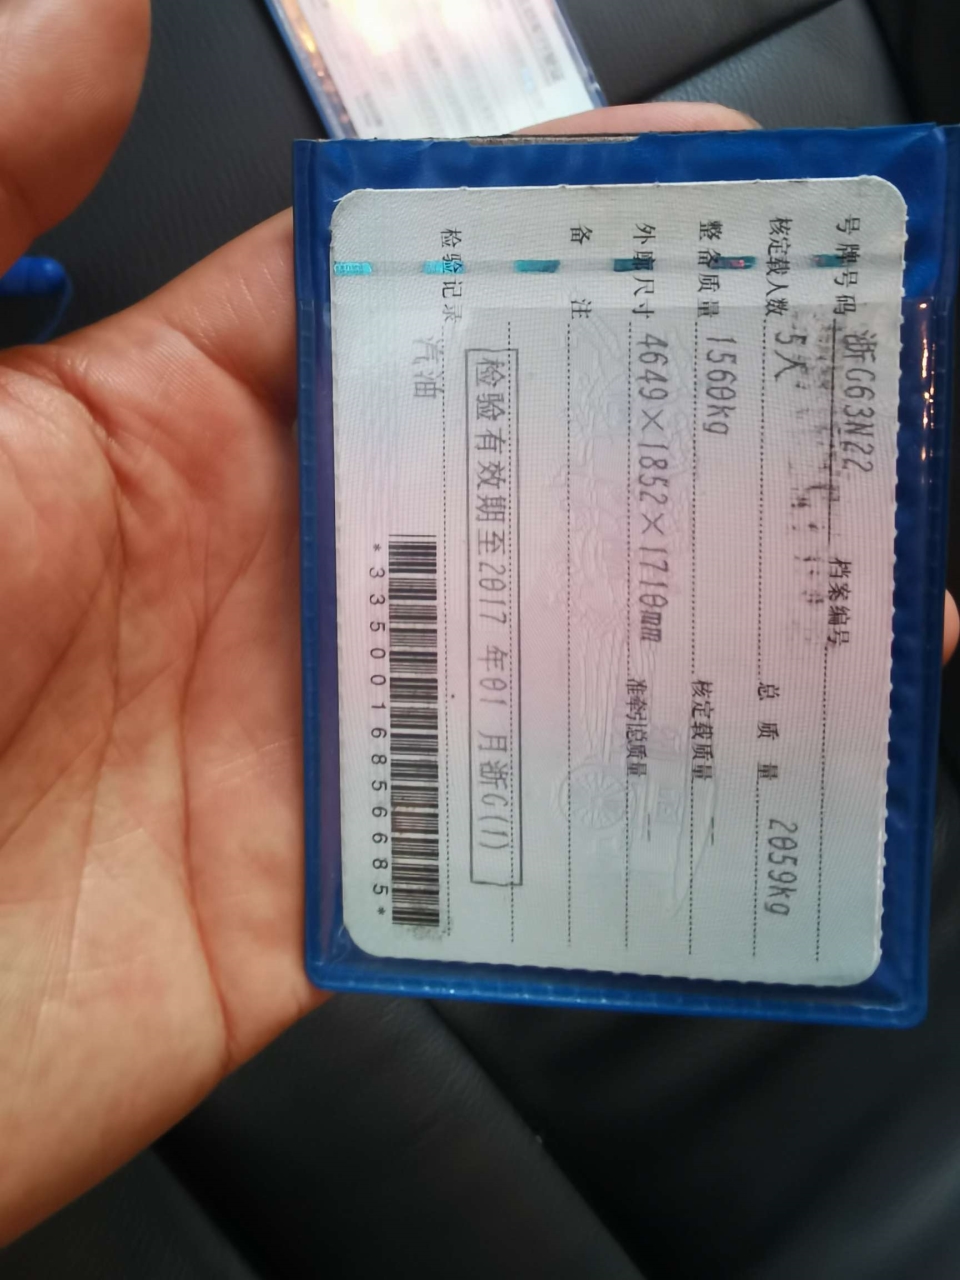 号牌号码 浙G63N22 档案编号
核定载人数 5人 总质量 2059kg
整备质量 1560kg 核定载质量 --
外廓尺寸 4649×1852×1710mm 准牵引总质量 --
备注
检验有效期至2017年01月浙G(1)
检验记录
汽油
*3350016856685*